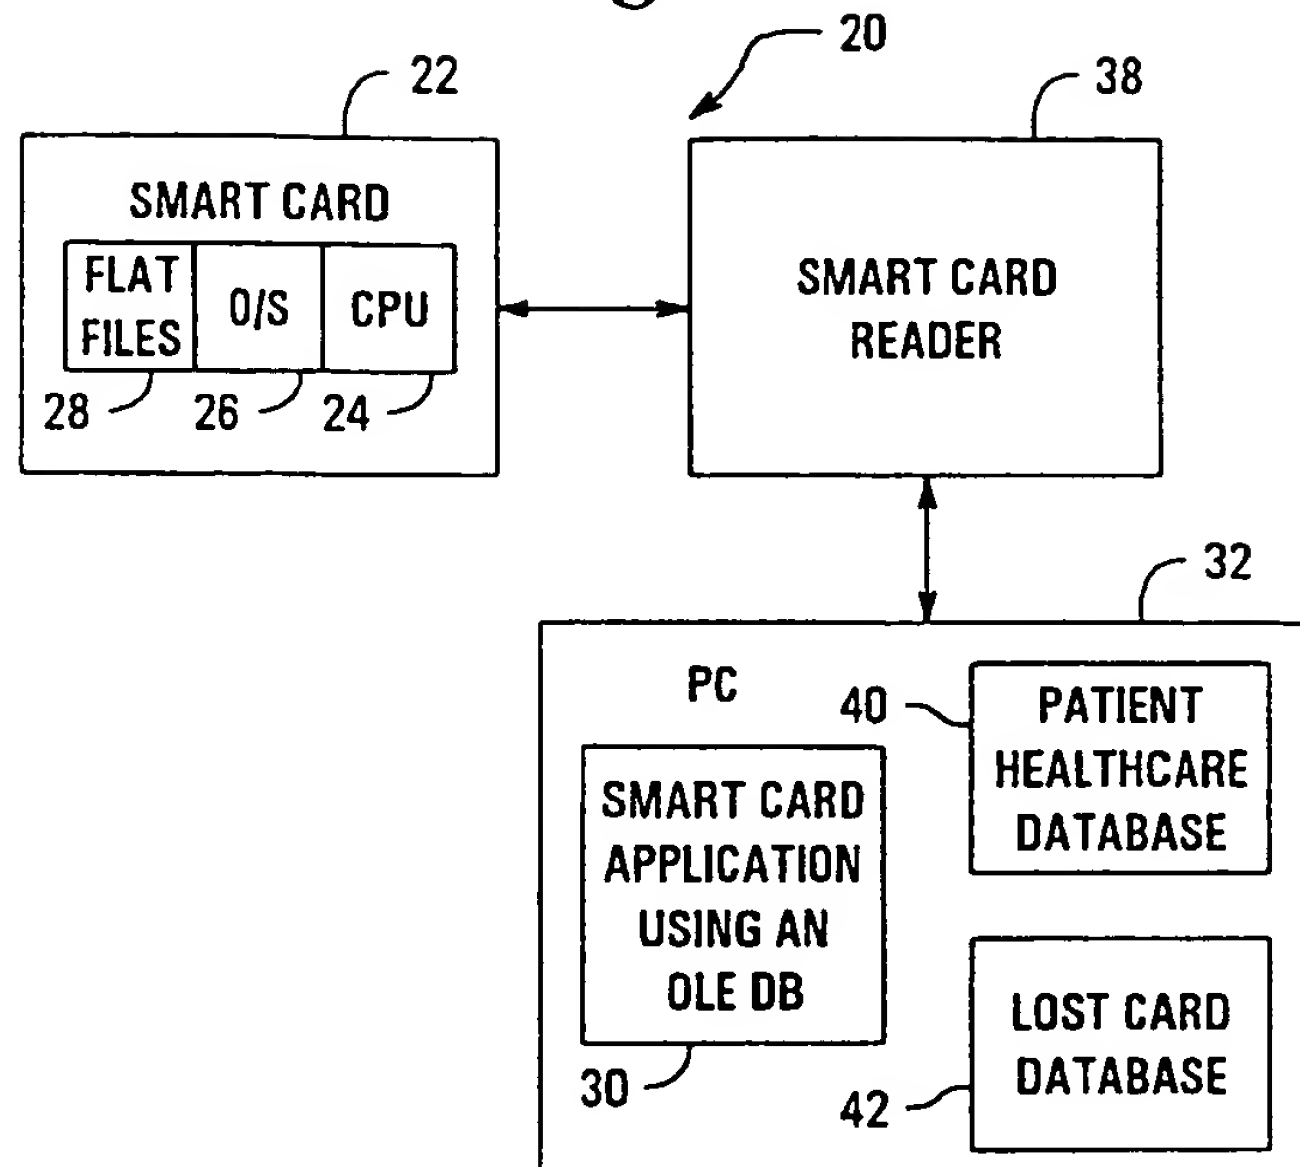 20
22
38
SMART CARD
FLAT
FILES
O/S
CPU
28
26
24
SMART CARD
READER
32
PC
40
PATIENT
HEALTHCARE
DATABASE
SMART CARD
APPLICATION
USING AN
OLE DB
30
LOST CARD
DATABASE
42